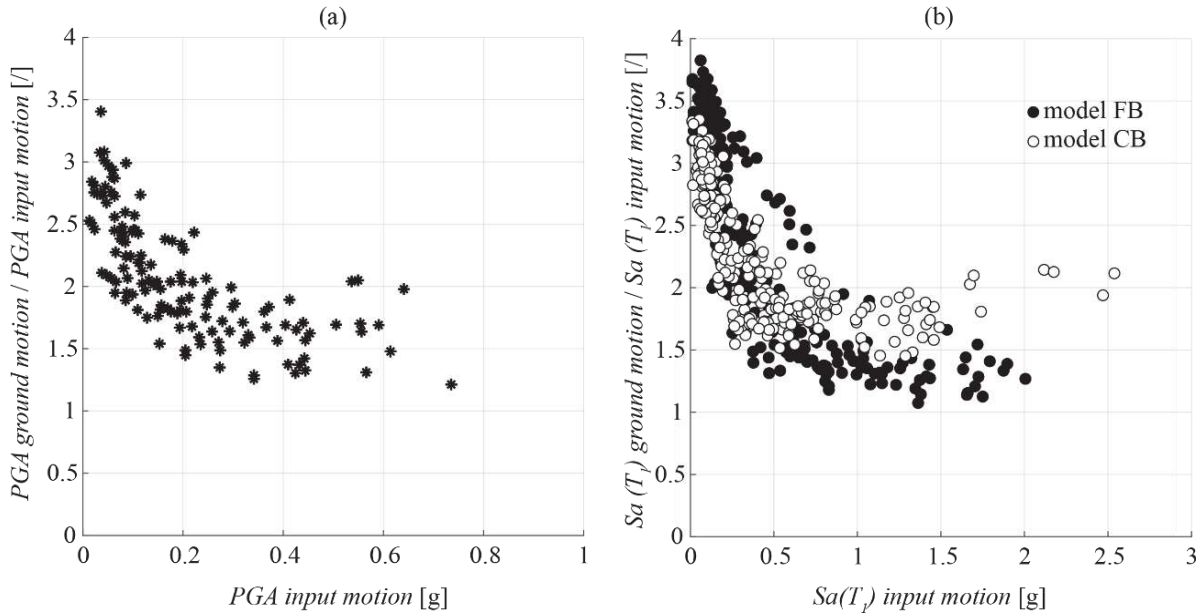 (a)
PGA ground motion / PGA input motion [/]
4
3.5
3
2.5
2
1.5
1
0.5
0
0 0.2 0.4 0.6 0.8 1
PGA input motion [g]
(b)
Sa (T₁) ground motion / Sa (T₁) input motion [/]
4
3.5
3
2.5
2
1.5
1
0.5
0
model FB
model CB
0 0.5 1 1.5 2 2.5 3
Sa(T₁) input motion [g]